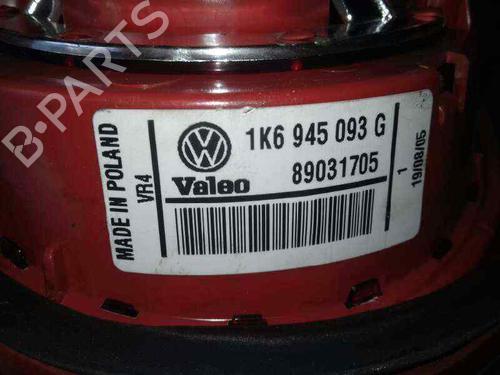 B-PARTS
MADE IN POLAND
VR4
1K6 945 093 G
Valeo
89031705
1
19/08/05